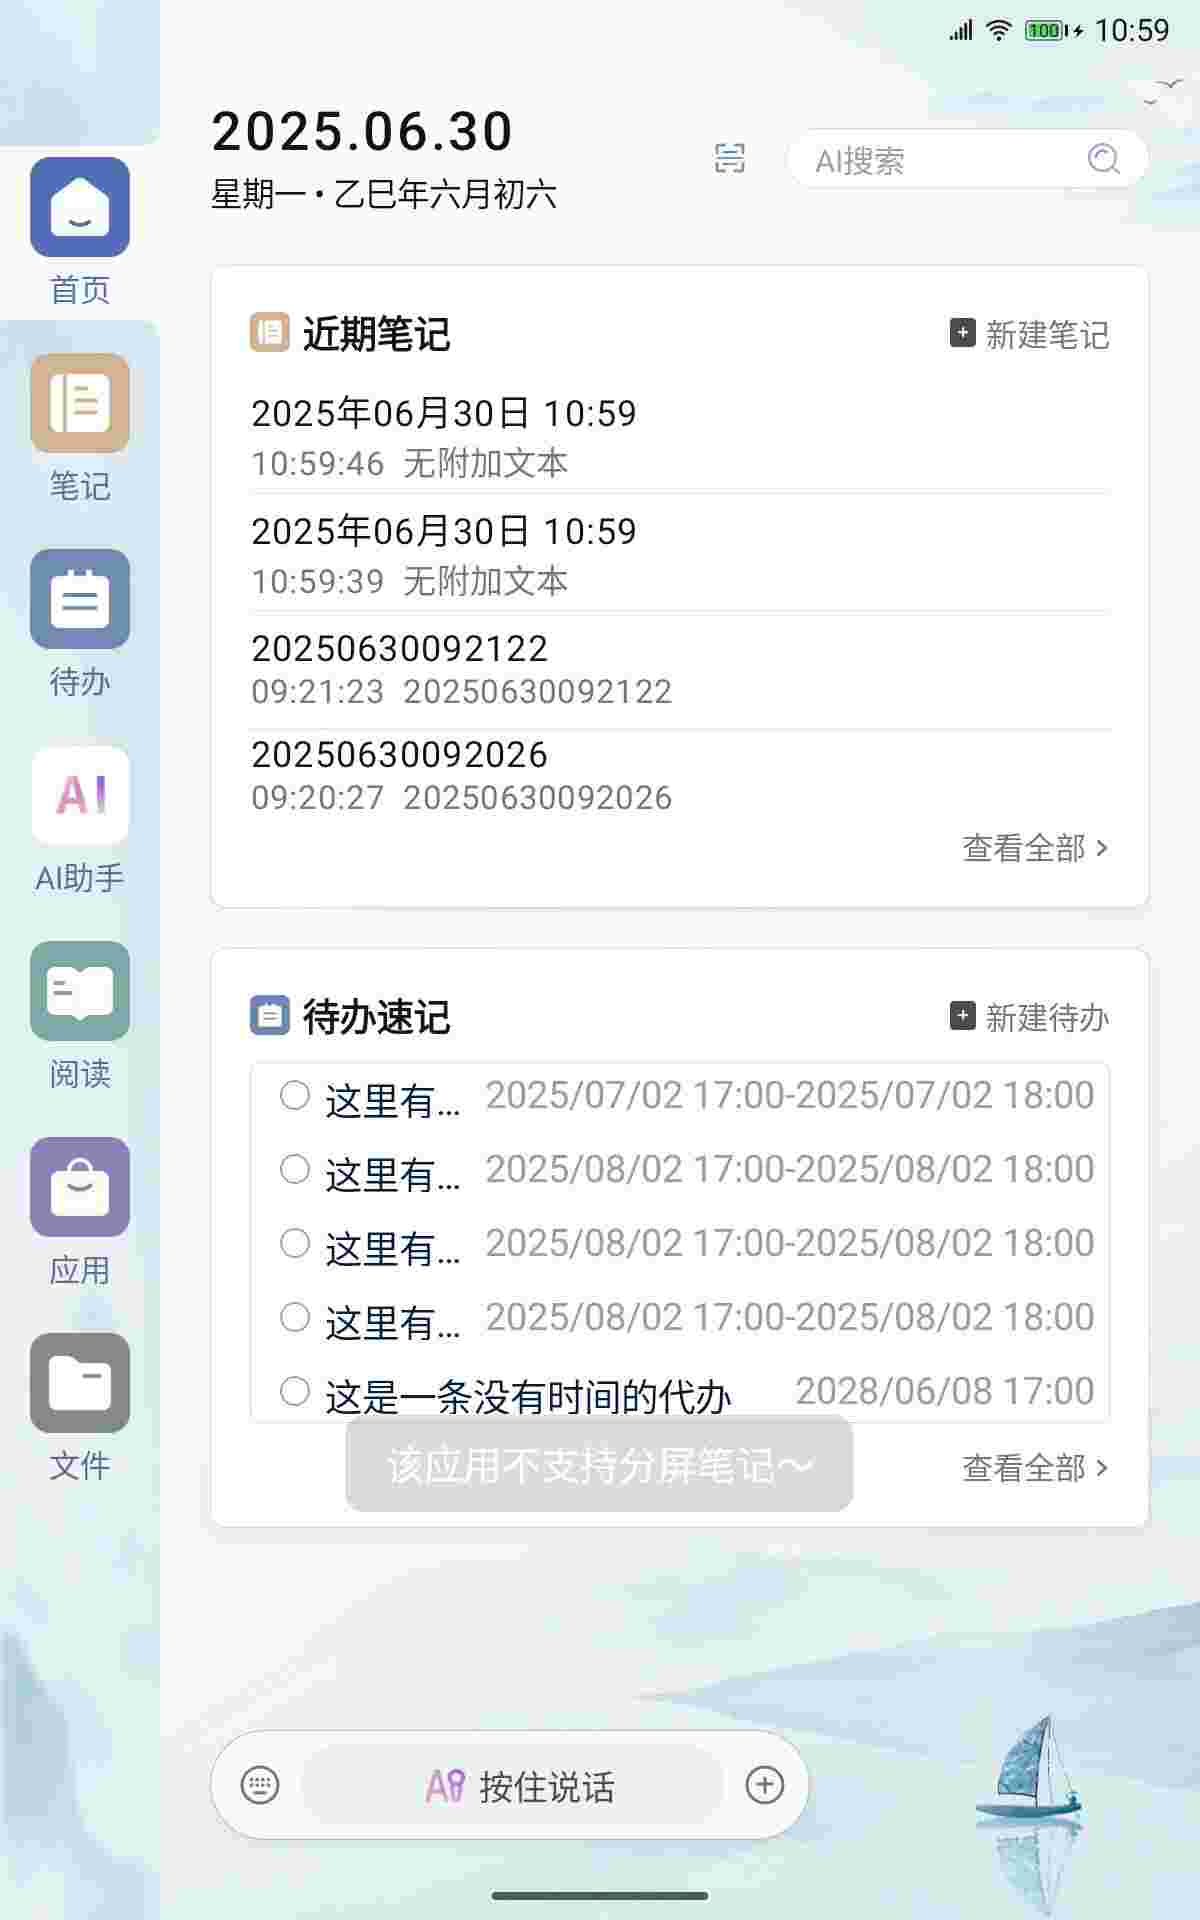 100 10:59
2025.06.30
星期一·乙巳年六月初六
AI搜索
首页
笔记
待办
AI
AI助手
阅读
应用
文件
近期笔记
新建笔记
2025年06月30日 10:59
10:59:46 无附加文本
2025年06月30日 10:59
10:59:39 无附加文本
20250630092122
09:21:23 20250630092122
20250630092026
09:20:27 20250630092026
查看全部
待办速记
新建待办
这里有... 2025/07/02 17:00-2025/07/02 18:00
这里有... 2025/08/02 17:00-2025/08/02 18:00
这里有... 2025/08/02 17:00-2025/08/02 18:00
这里有... 2025/08/02 17:00-2025/08/02 18:00
这是一条没有时间的代办 2028/06/08 17:00
该应用不支持分屏笔记～
查看全部
按住说话